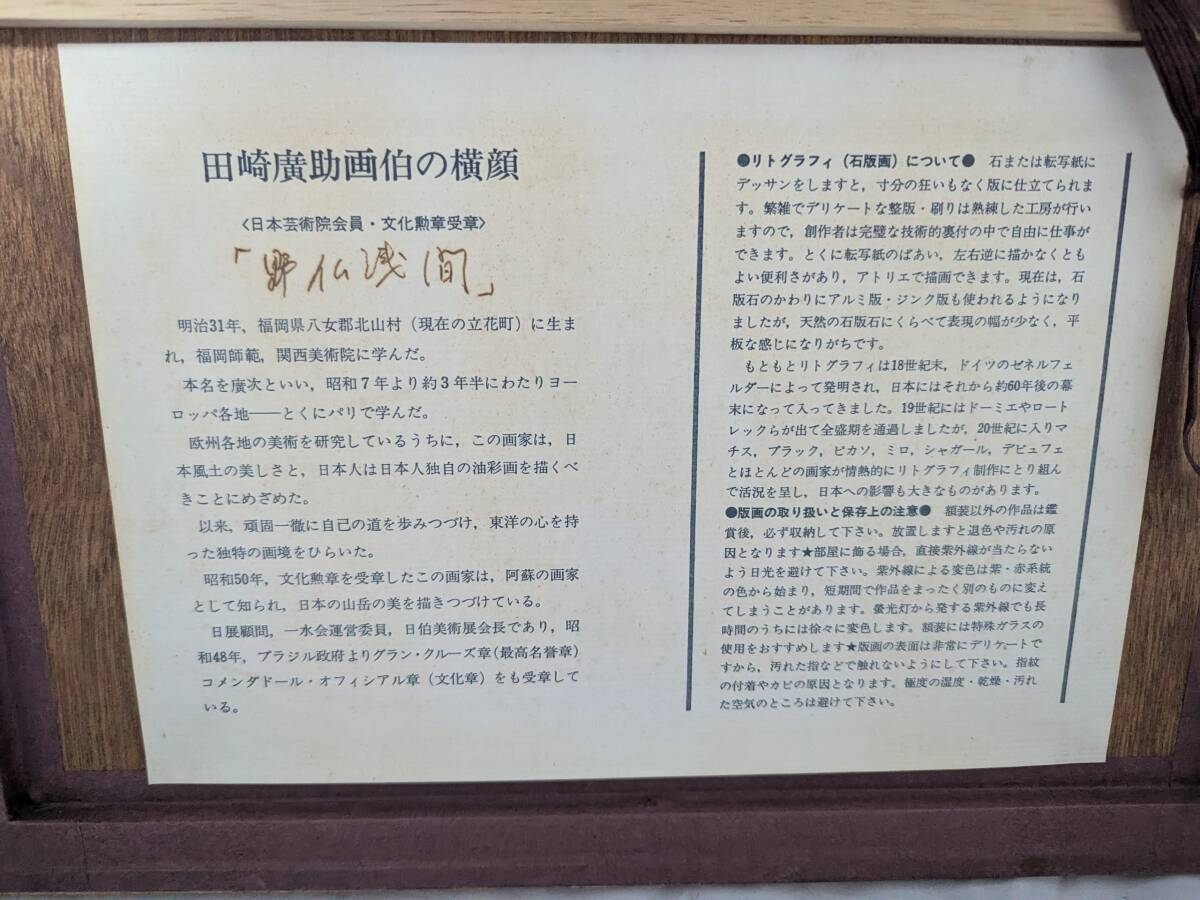 田崎廣助画伯の横顔
〈日本芸術院会員・文化勲章受章〉
「野仏浅間」
明治31年，福岡県八女郡北山村（現在の立花町）に生ま
れ，福岡師範，関西美術院に学んだ。
本名を廣次といい，昭和7年より約3年半にわたりヨー
ロッパ各地──とくにパリで学んだ。
欧州各地の美術を研究しているうちに，この画家は，日
本風土の美しさと，日本人は日本人独自の油彩画を描くべ
きことにめざめた。
以来，頑固一徹に自己の道を歩みつづけ，東洋の心を持
った独特の画境をひらいた。
昭和50年，文化勲章を受章したこの画家は，阿蘇の画家
として知られ，日本の山岳の美を描きつづけている。
日展顧問，一水会運営委員，日伯美術展会長であり，昭
和48年，ブラジル政府よりグラン・クルーズ章（最高名誉章）
コメンダドール・オフィシアル章（文化章）をも受章して
いる。
●リトグラフィ（石版画）について● 石または転写紙に
デッサンをしますと，寸分の狂いもなく版に仕立てられま
す。繁雑でデリケートな整版・刷りは熟練した工房が行い
ますので，創作者は完璧な技術的裏付の中で自由に仕事が
できます。とくに転写紙のばあい，左右逆に描かなくとも
よい便利さがあり，アトリエで描画できます。現在は，石
版石のかわりにアルミ版・ジンク版も使われるようになり
ましたが，天然の石版石にくらべて表現の幅が少なく，平
板な感じになりがちです。
もともとリトグラフィは18世紀末，ドイツのゼネルフェ
ルダーによって発明され，日本にはそれから約60年後の幕
末になって入ってきました。19世紀にはドーミエやロート
レックらが出て全盛期を通過しましたが，20世紀に入りマ
チス，ブラック，ピカソ，ミロ，シャガール，デビュフェ
とほとんどの画家が情熱的にリトグラフィ制作にとり組ん
で活況を呈し，日本への影響も大きなものがあります。
●版画の取り扱いと保存上の注意● 額装以外の作品は鑑
賞後，必ず収納して下さい。放置しますと退色や汚れの原
因となります★部屋に飾る場合，直接紫外線が当たらない
よう日光を避けて下さい。紫外線による変色は紫・赤系統
の色から始まり，短期間で作品をまったく別のものに変え
てしまうことがあります。螢光灯から発する紫外線でも長
時間のうちには徐々に変色します。額装には特殊ガラスの
使用をおすすめします★版画の表面は非常にデリケートで
すから，汚れた指などで触れないようにして下さい。指紋
の付着やカビの原因となります。極度の湿度・乾燥・汚れ
た空気のところは避けて下さい。